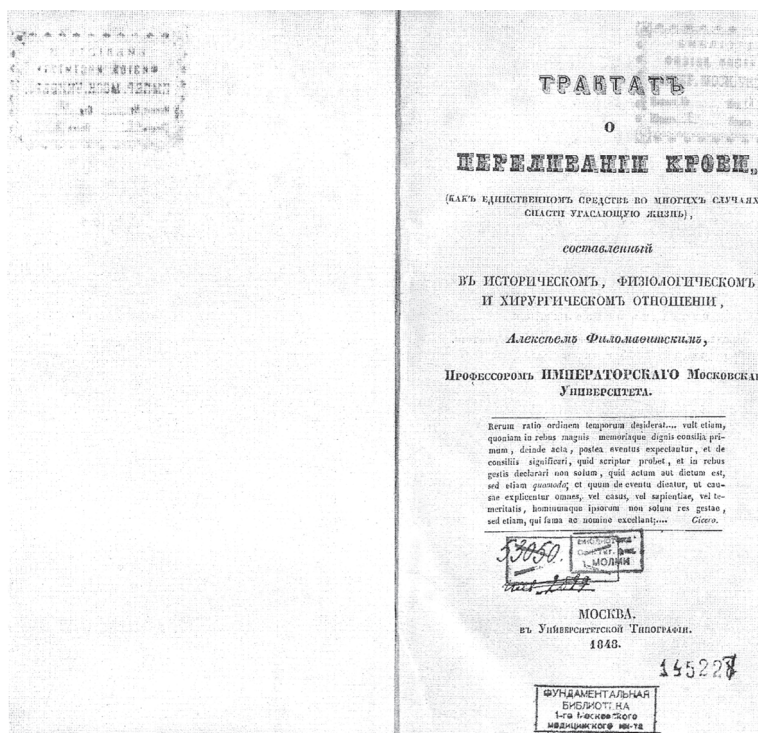 ТРАКТАТЪ
О
ПЕРЕЛИВАНІИ КРОВИ,
(КАКЪ ЕДИНСТВЕННОМЪ СРЕДСТВѢ ВО МНОГИХЪ СЛУЧАЯХ
СПАСТИ УГАСАЮЩУЮ ЖИЗНЬ),
составленный
ВЪ ИСТОРИЧЕСКОМЪ, ФИЗІОЛОГИЧЕСКОМЪ
И ХИРУРГИЧЕСКОМЪ ОТНОШЕНІИ,
Алексѣемъ Филомаѳитскимъ,
Профессоромъ ИМПЕРАТОРСКАГО Московска
Университета.
Rerum ratio ordinem temporum desiderat.... vult etiam,
quoniam in rebus magnis memoriaque dignis consilia pri-
mum, deinde acta, postea eventus expectantur, et de
consiliis significari, quid scriptor probet, et in rebus
gestis declarari non solum, quid actum aut dictum est,
sed etiam quomodo; et quum de eventu dicatur, ut cau-
sae explicentur omnes, vel casus, vel sapientiae, vel te-
meritatis, hominumque ipsorum non solum res gestae,
sed etiam, qui fama ac nomine excellant;.... Cicero.
53050.
1 МОЛМИ
МОСКВА.
въ Университетской Типографіи.
1848.
145227
ФУНДАМЕНТАЛЬНАЯ
БИБЛИОТЕКА
1-го Московского
медицинского ин-та